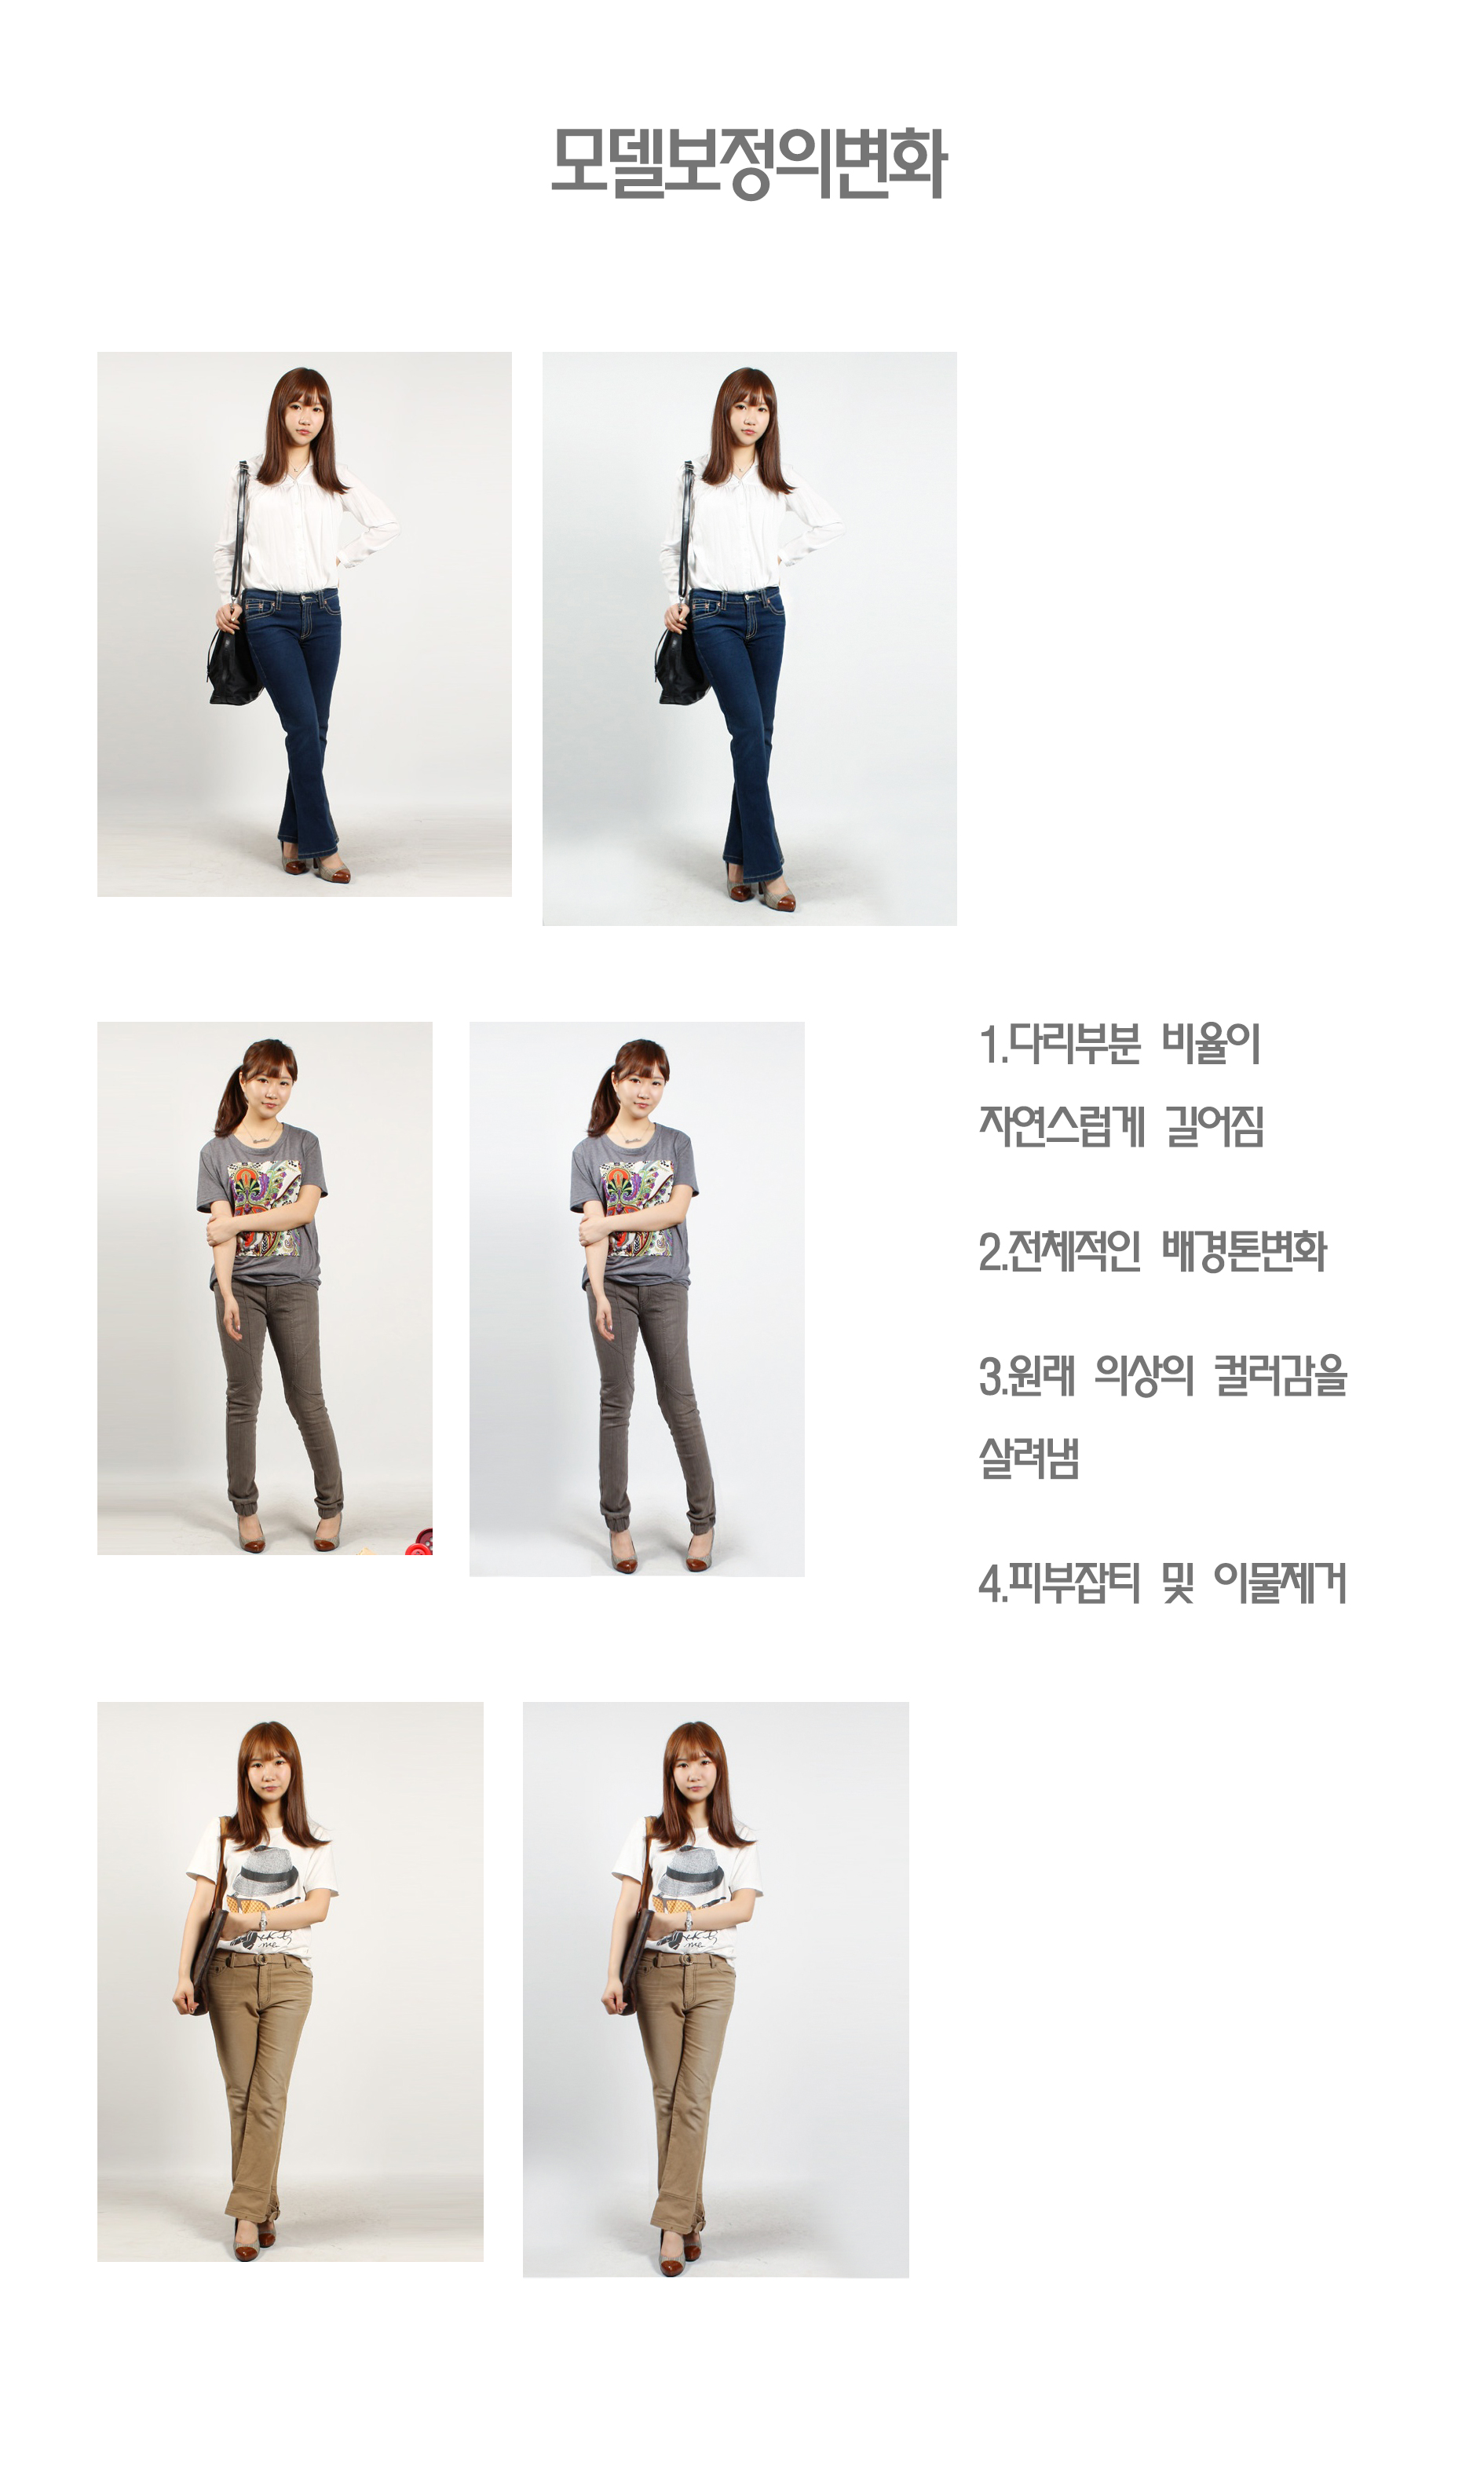 모델보정의변화
1.다리부분 비율이
자연스럽게 길어짐
2.전체적인 배경톤변화
3.원래 의상의 컬러감을
살려냄
4.피부잡티 및 이물제거